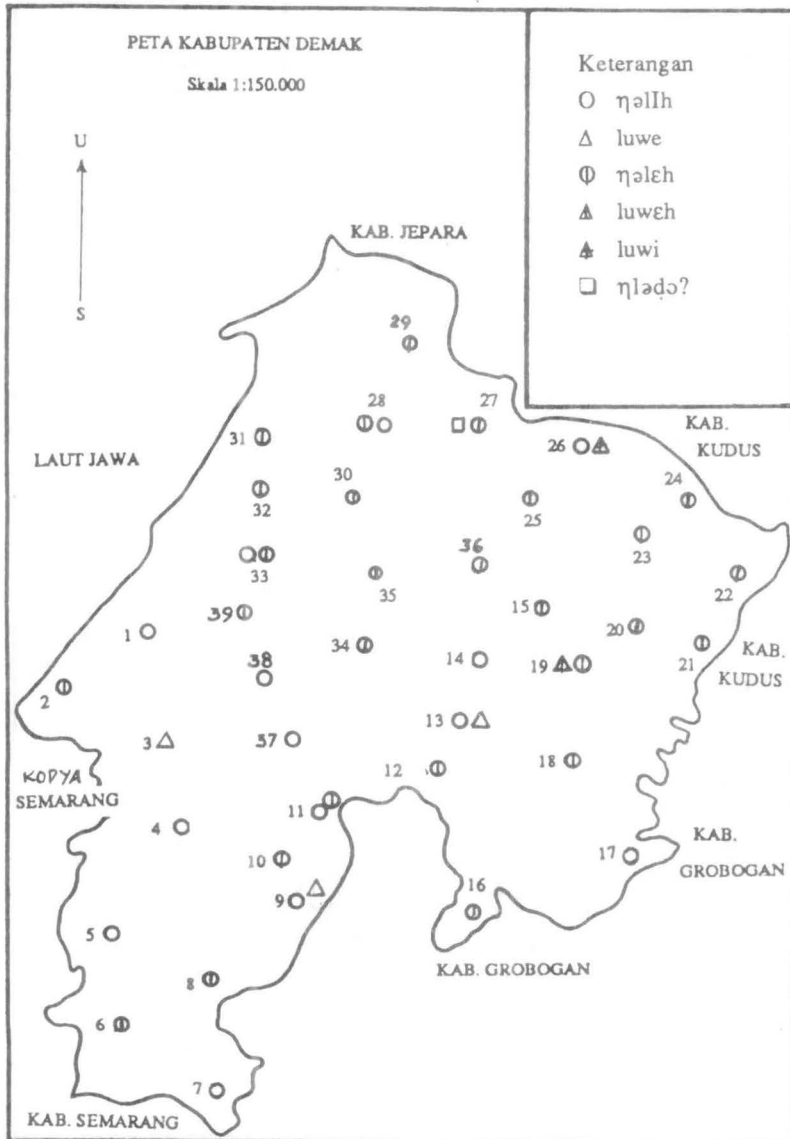 PETA KABUPATEN DEMAK
Skala 1:150.000
Keterangan
O ηəlIh
△ luwe
⦶ ηəlɛh
luwɛh
luwi
□ ηləḍɔ?
U
S
KAB. JEPARA
29
28
27
31
26
KAB.
KUDUS
LAUT JAWA
32
30
25
24
23
33
36
35
22
39
15
1
20
34
14
19
21
KAB.
KUDUS
38
2
3
37
13
12
18
KODYA
SEMARANG
11
4
10
17
KAB.
GROBOGAN
9
16
5
KAB. GROBOGAN
8
6
7
KAB. SEMARANG